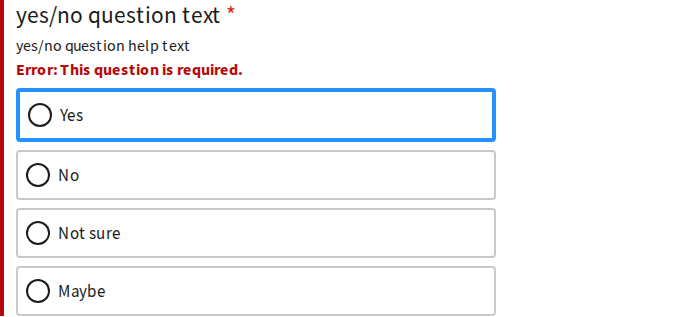 yes/no question text *
yes/no question help text
Error: This question is required.
Yes
No
Not sure
Maybe